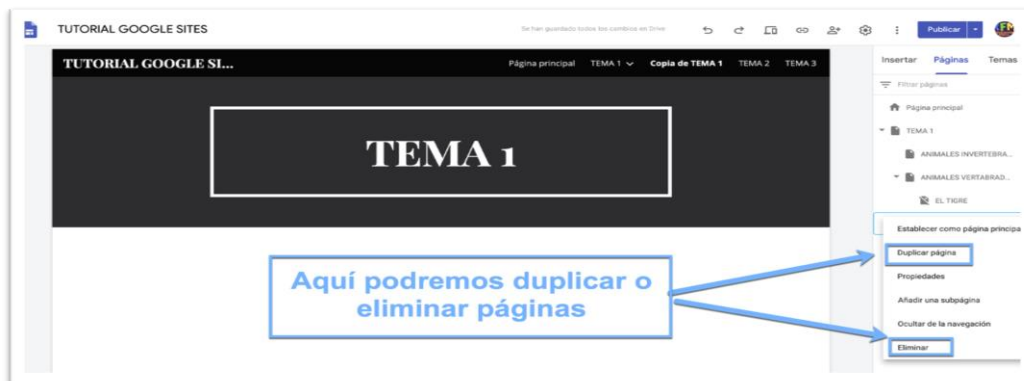 TUTORIAL GOOGLE SITES
Se han guardado todos los cambios en Drive
Publicar
TUTORIAL GOOGLE SI...
Página principal TEMA 1 Copia de TEMA 1 TEMA 2 TEMA 3
Insertar Páginas Temas
Filtrar páginas
Página principal
TEMA 1
TEMA 1
ANIMALES INVERTEBRA...
ANIMALES VERTABRAD...
EL TIGRE
Establecer como página principa
Duplicar página
Propiedades
Añadir una subpágina
Ocultar de la navegación
Eliminar
Aquí podremos duplicar o
eliminar páginas